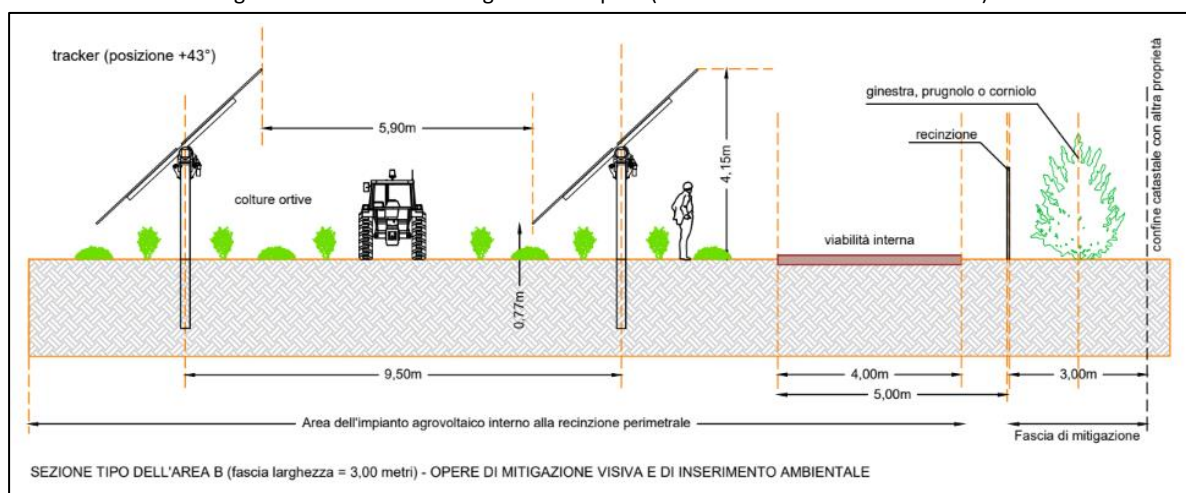 tracker (posizione +43°)
5,90m
colture ortive
0,77m
4,15m
ginestra, prugnolo o corniolo
recinzione
confine catastale con altra proprietà
viabilità interna
9,50m
4,00m
5,00m
3,00m
Area dell'impianto agrovoltaico interno alla recinzione perimetrale
Fascia di mitigazione
SEZIONE TIPO DELL'AREA B (fascia larghezza = 3,00 metri) - OPERE DI MITIGAZIONE VISIVA E DI INSERIMENTO AMBIENTALE